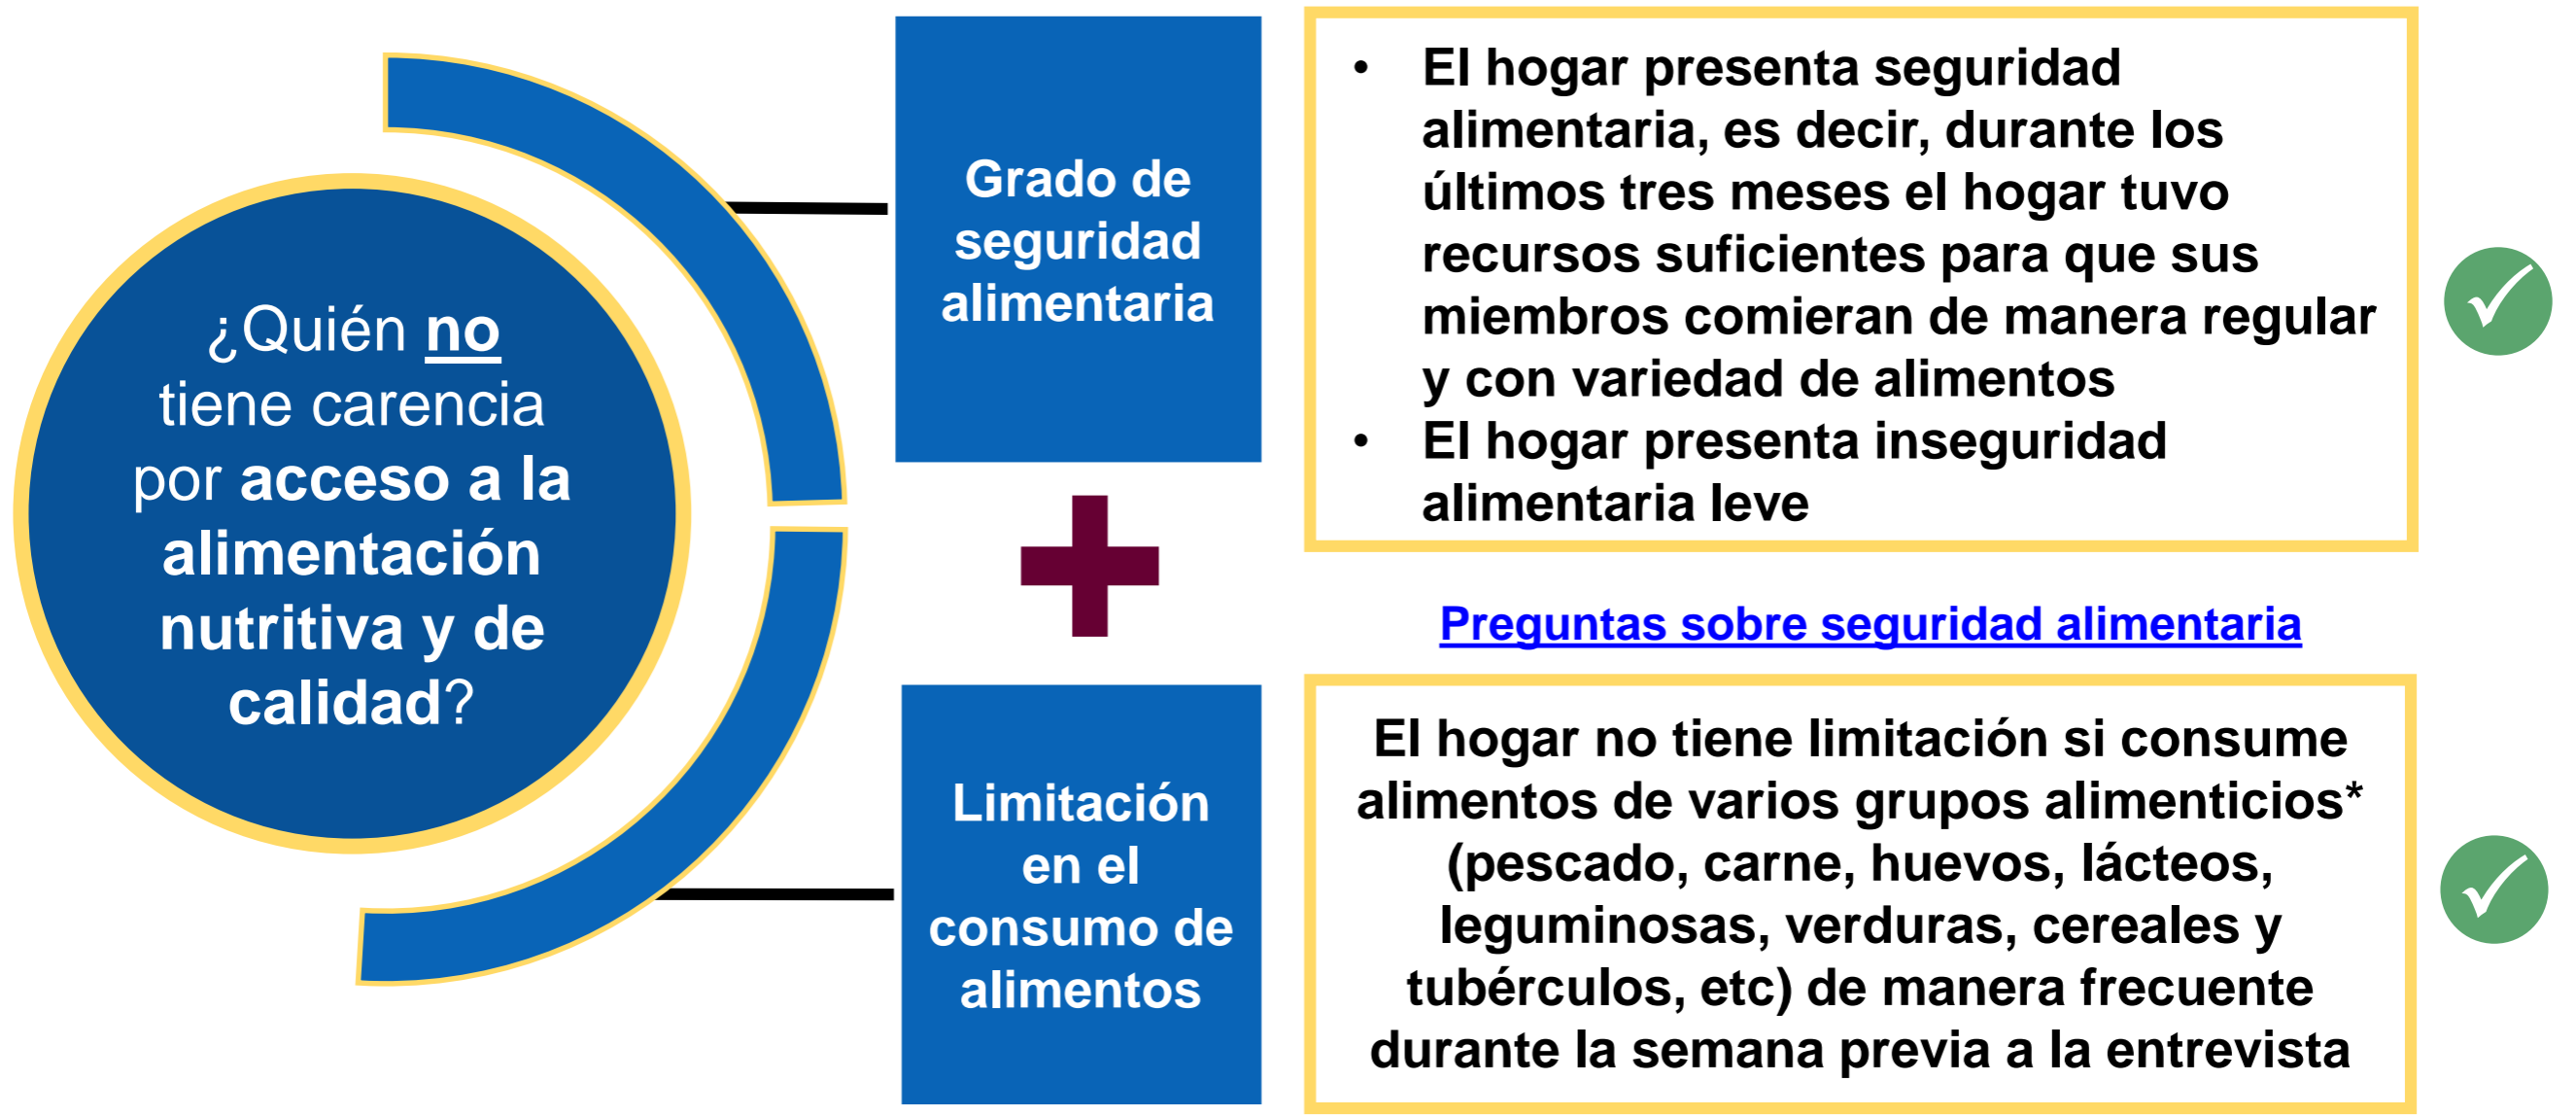 ¿Quién no
tiene carencia
por acceso a la
alimentación
nutritiva y de
calidad?
Grado de
seguridad
alimentaria
• El hogar presenta seguridad
alimentaria, es decir, durante los
últimos tres meses el hogar tuvo
recursos suficientes para que sus
miembros comieran de manera regular
y con variedad de alimentos
• El hogar presenta inseguridad
alimentaria leve
Preguntas sobre seguridad alimentaria
Limitación
en el
consumo de
alimentos
El hogar no tiene limitación si consume
alimentos de varios grupos alimenticios*
(pescado, carne, huevos, lácteos,
leguminosas, verduras, cereales y
tubérculos, etc) de manera frecuente
durante la semana previa a la entrevista